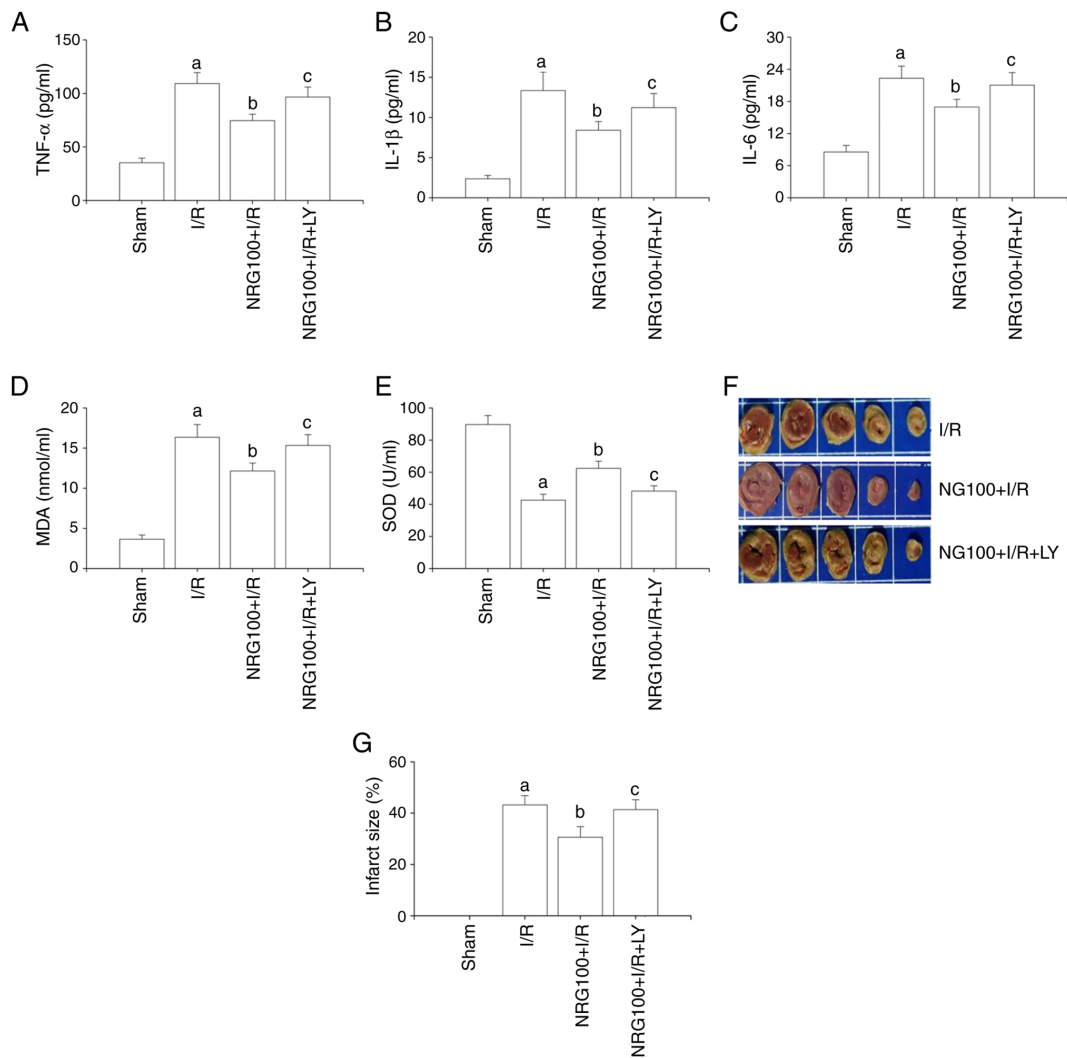 A
TNF-α (pg/ml)
150
100
50
0
a
b
c
Sham
I/R
NRG100+I/R
NRG100+I/R+LY
B
IL-1β (pg/ml)
20
15
10
5
0
a
b
c
Sham
I/R
NRG100+I/R
NRG100+I/R+LY
C
IL-6 (pg/ml)
30
24
18
12
6
0
a
b
c
Sham
I/R
NRG100+I/R
NRG100+I/R+LY
D
MDA (nmol/ml)
20
15
10
5
0
a
b
c
Sham
I/R
NRG100+I/R
NRG100+I/R+LY
E
SOD (U/ml)
100
80
60
40
20
0
a
b
c
Sham
I/R
NRG100+I/R
NRG100+I/R+LY
F
I/R
NG100+I/R
NG100+I/R+LY
G
Infarct size (%)
60
40
20
0
a
b
c
Sham
I/R
NRG100+I/R
NRG100+I/R+LY